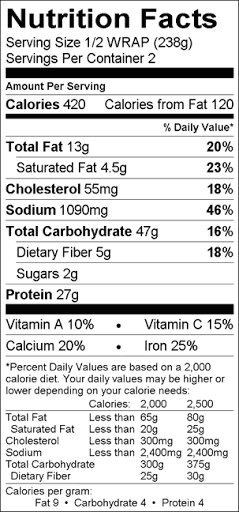 Nutrition Facts
Serving Size 1/2 WRAP (238g)
Servings Per Container 2
Amount Per Serving
Calories 420 Calories from Fat 120
% Daily Value*
Total Fat 13g 20%
Saturated Fat 4.5g 23%
Cholesterol 55mg 18%
Sodium 1090mg 46%
Total Carbohydrate 47g 16%
Dietary Fiber 5g 18%
Sugars 2g
Protein 27g
Vitamin A 10% • Vitamin C 15%
Calcium 20% • Iron 25%
*Percent Daily Values are based on a 2,000
calorie diet. Your daily values may be higher or
lower depending on your calorie needs:
Calories: 2,000 2,500
Total Fat Less than 65g 80g
Saturated Fat Less than 20g 25g
Cholesterol Less than 300mg 300mg
Sodium Less than 2,400mg 2,400mg
Total Carbohydrate 300g 375g
Dietary Fiber 25g 30g
Calories per gram:
Fat 9 • Carbohydrate 4 • Protein 4